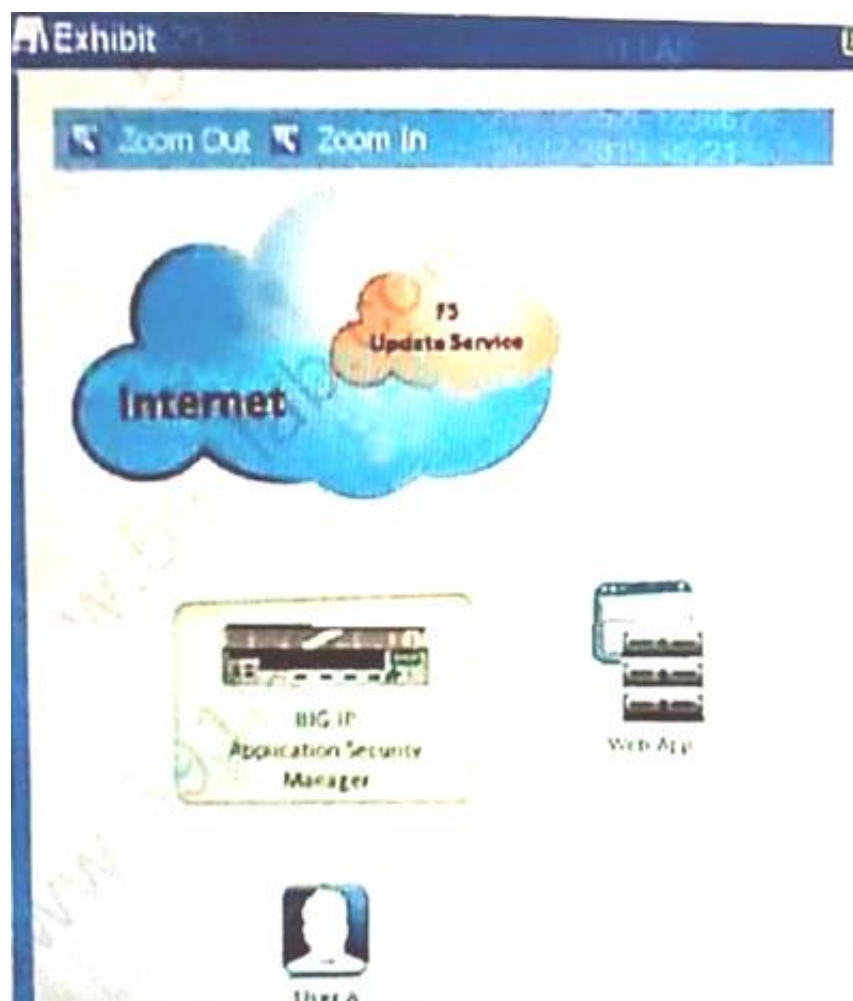 Exhibit
Zoom Out Zoom In
F5
Update Service
Internet
BIG-IP
Application Security
Manager
Web App
User A